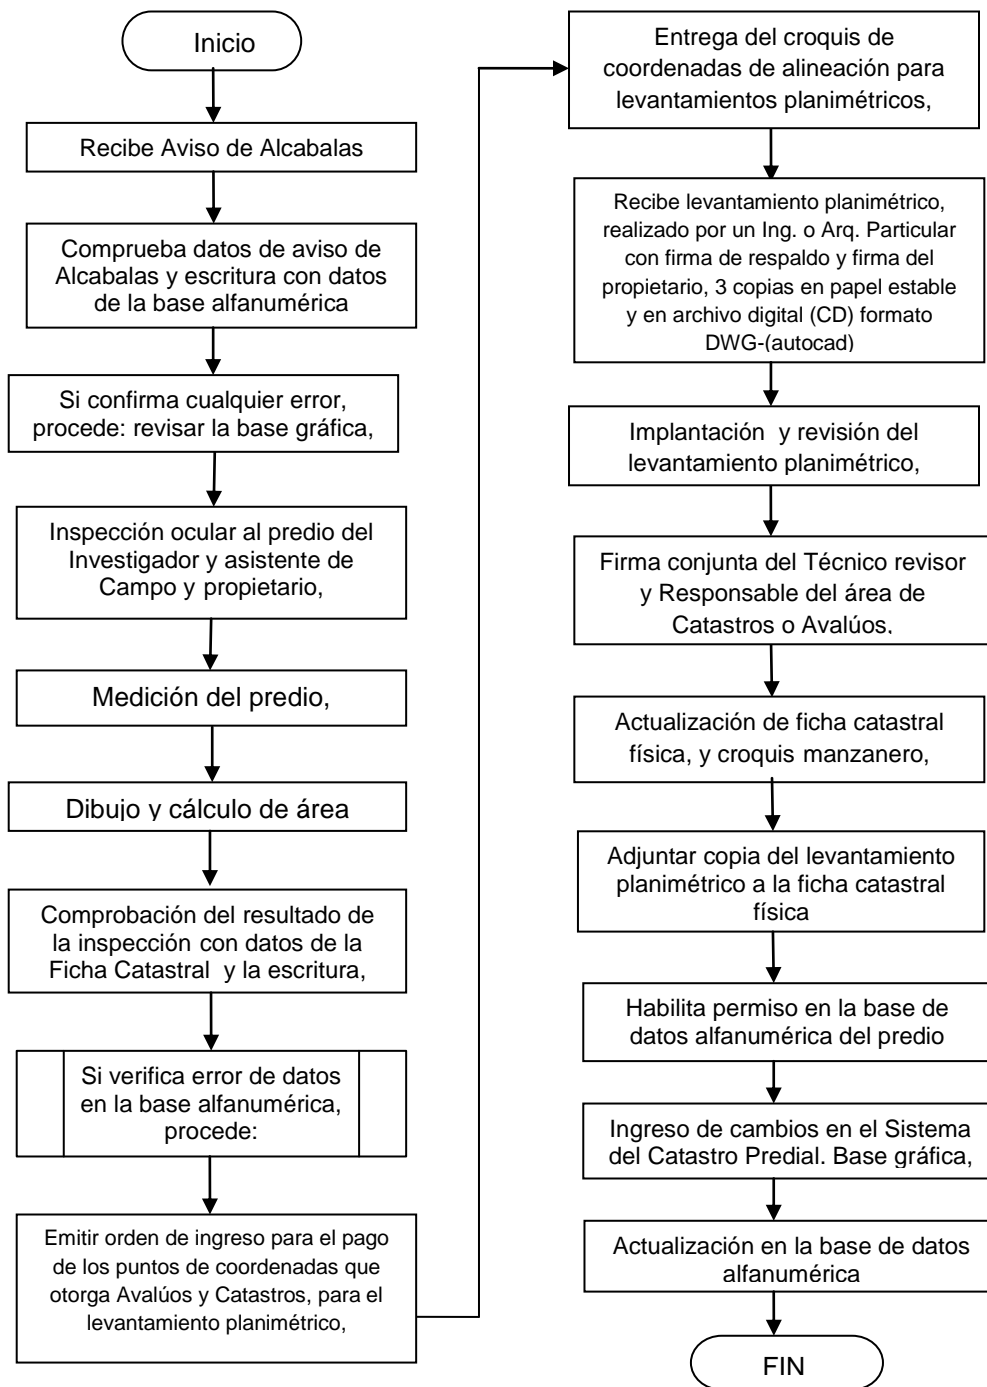 Inicio
Recibe Aviso de Alcabalas
Comprueba datos de aviso de
Alcabalas y escritura con datos
de la base alfanumérica
Si confirma cualquier error,
procede: revisar la base gráfica,
Inspección ocular al predio del
Investigador y asistente de
Campo y propietario,
Medición del predio,
Dibujo y cálculo de área
Comprobación del resultado de
la inspección con datos de la
Ficha Catastral y la escritura,
Si verifica error de datos
en la base alfanumérica,
procede:
Emitir orden de ingreso para el pago
de los puntos de coordenadas que
otorga Avalúos y Catastros, para el
levantamiento planimétrico,
Entrega del croquis de
coordenadas de alineación para
levantamientos planimétricos,
Recibe levantamiento planimétrico,
realizado por un Ing. o Arq. Particular
con firma de respaldo y firma del
propietario, 3 copias en papel estable
y en archivo digital (CD) formato
DWG-(autocad)
Implantación y revisión del
levantamiento planimétrico,
Firma conjunta del Técnico revisor
y Responsable del área de
Catastros o Avalúos.
Actualización de ficha catastral
física, y croquis manzanero,
Adjuntar copia del levantamiento
planimétrico a la ficha catastral
física
Habilita permiso en la base de
datos alfanumérica del predio
Ingreso de cambios en el Sistema
del Catastro Predial. Base gráfica,
Actualización en la base de datos
alfanumérica
FIN